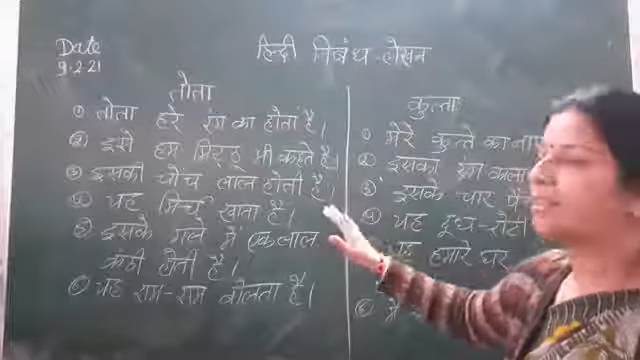 Date
9.2.21
हिन्दी निबंध-लेखन
तोता
① तोता हरे रंग का होता है।
② इसे हम मिट्ठू भी कहते है।
③ इसकी चोंच लाल होती है।
④ यह मिर्च खाता है।
⑤ इसके गले में एक लाल
कंठी होती है।
⑥ यह राम-राम बोलता है।
कुत्ता
① मेरे कुत्ते का नाम
② इसका रंग काला
③ इसके चार पै
④ यह दूध-रोटी
यह हमारे घर
⑥ मै